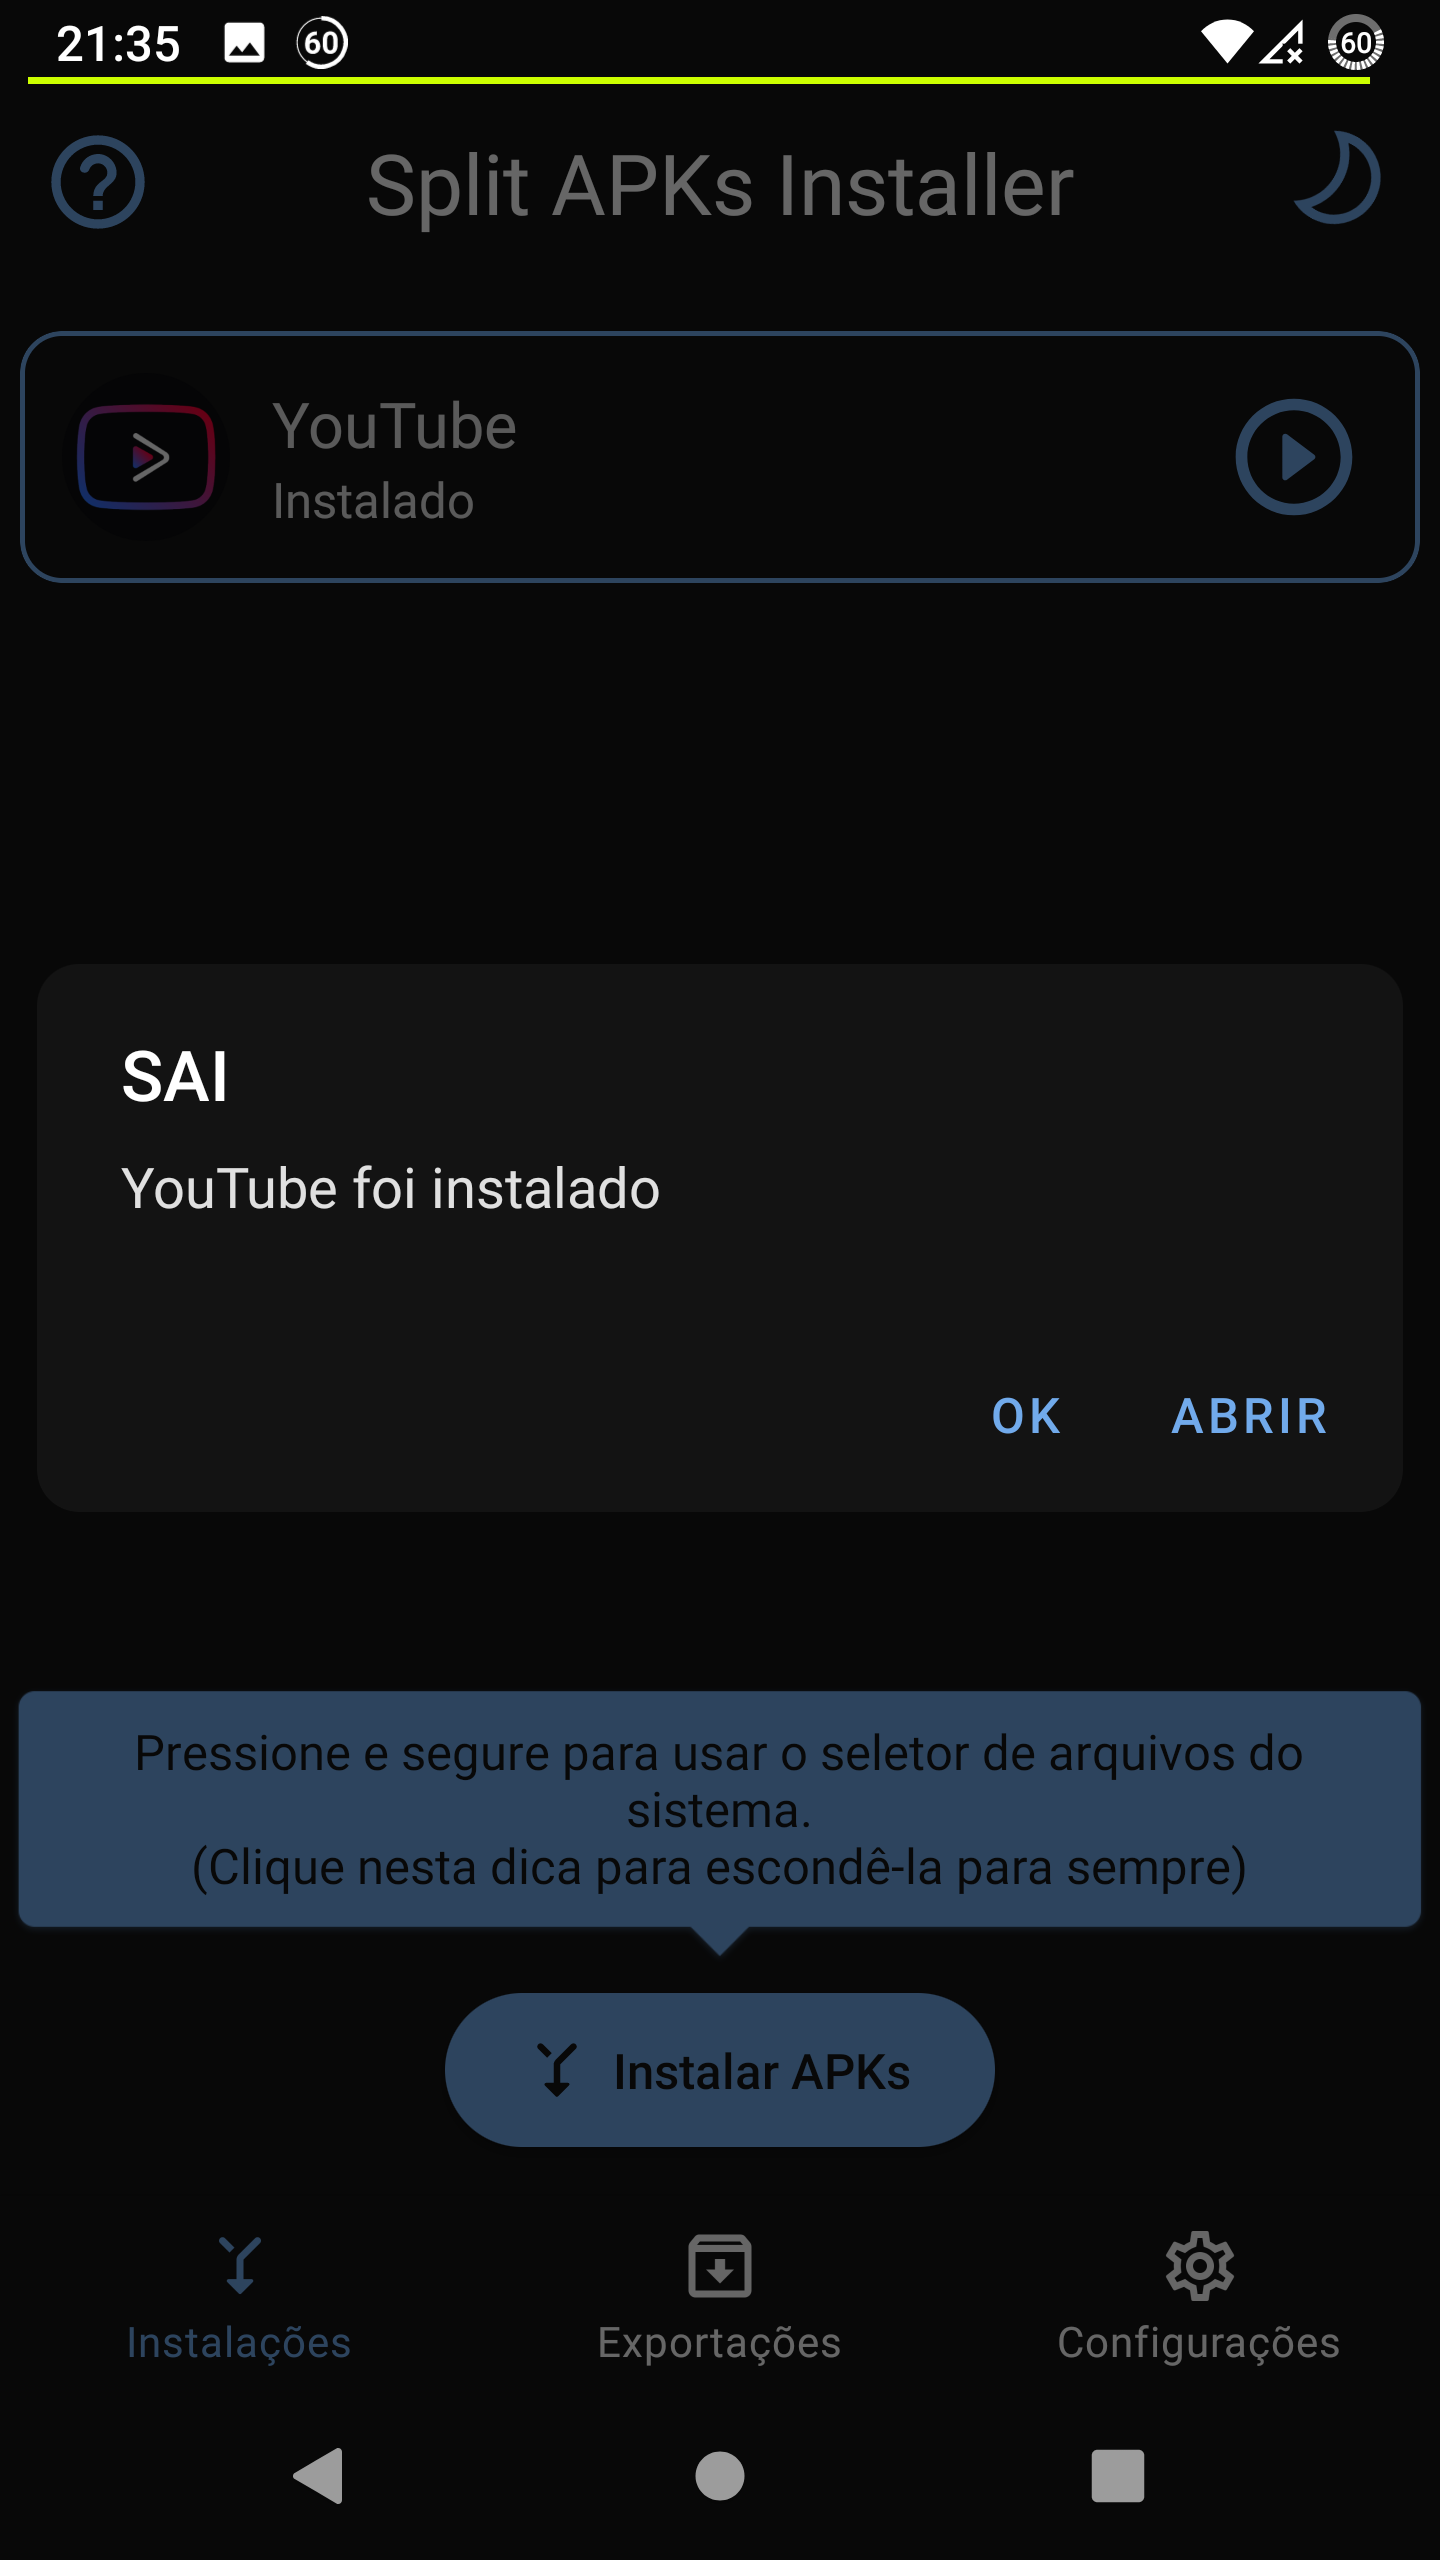 21:35
60
60
Split APKs Installer
YouTube
Instalado
SAI
YouTube foi instalado
OK
ABRIR
Pressione e segure para usar o seletor de arquivos do
sistema.
(Clique nesta dica para escondê-la para sempre)
Instalar APKs
Instalações
Exportações
Configurações